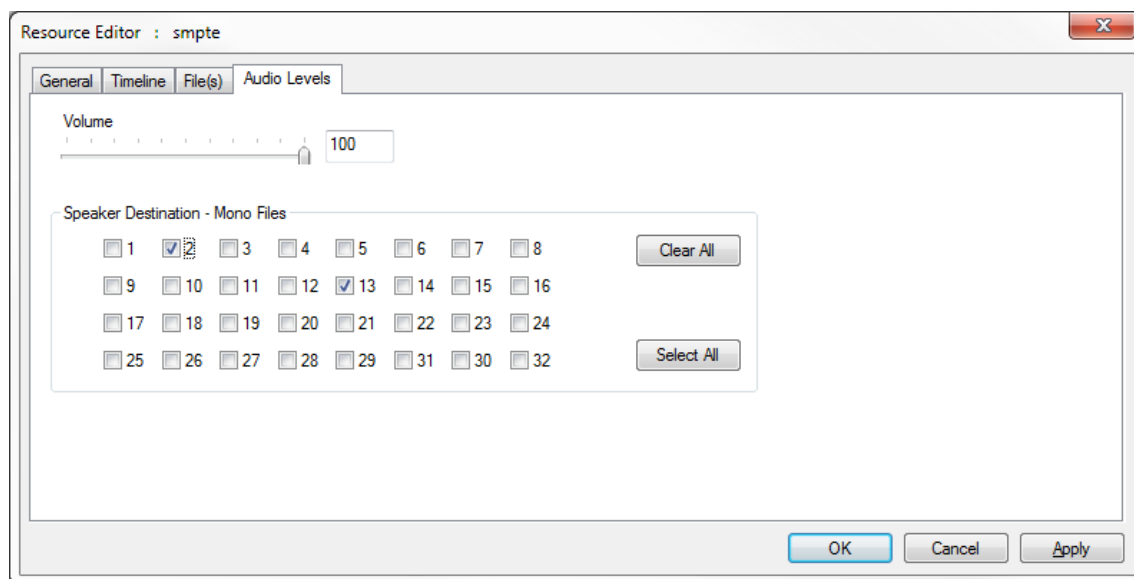 Resource Editor : smpte
General Timeline File(s) Audio Levels
Volume
100
Speaker Destination - Mono Files
1 2 3 4 5 6 7 8 Clear All
9 10 11 12 13 14 15 16
17 18 19 20 21 22 23 24
25 26 27 28 29 31 30 32 Select All
OK Cancel Apply